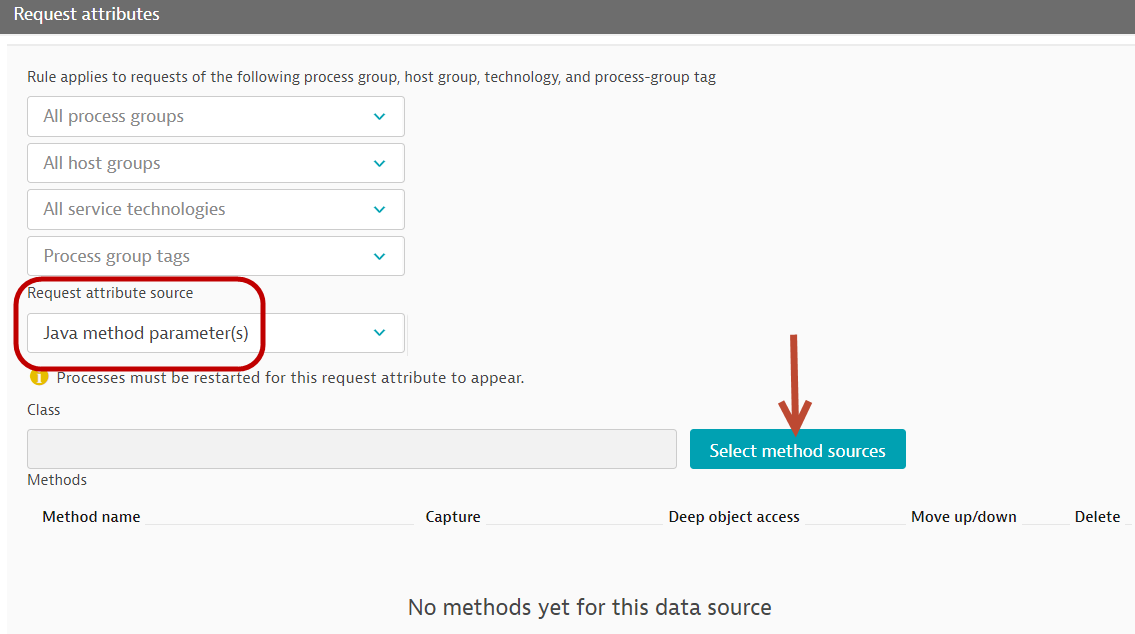 Request attributes
Rule applies to requests of the following process group, host group, technology, and process-group tag
All process groups
All host groups
All service technologies
Process group tags
Request attribute source
Java method parameter(s)
Processes must be restarted for this request attribute to appear.
Class
Select method sources
Methods
Method name Capture Deep object access Move up/down Delete
No methods yet for this data source